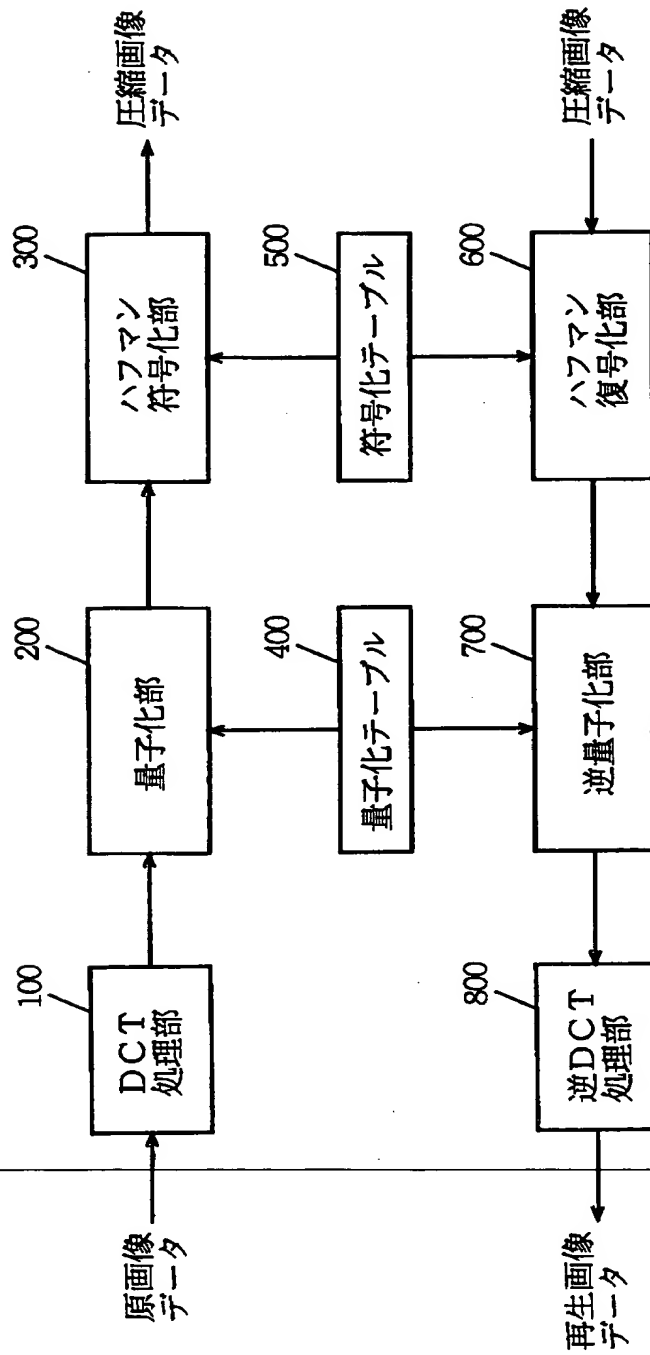 原画像
データ
100
DCT
処理部
200
量子化部
300
ハフマン
符号化部
圧縮画像
データ
400
量子化テーブル
500
符号化テーブル
再生画像
データ
800
逆DCT
処理部
700
逆量子化部
600
ハフマン
復号化部
圧縮画像
データ